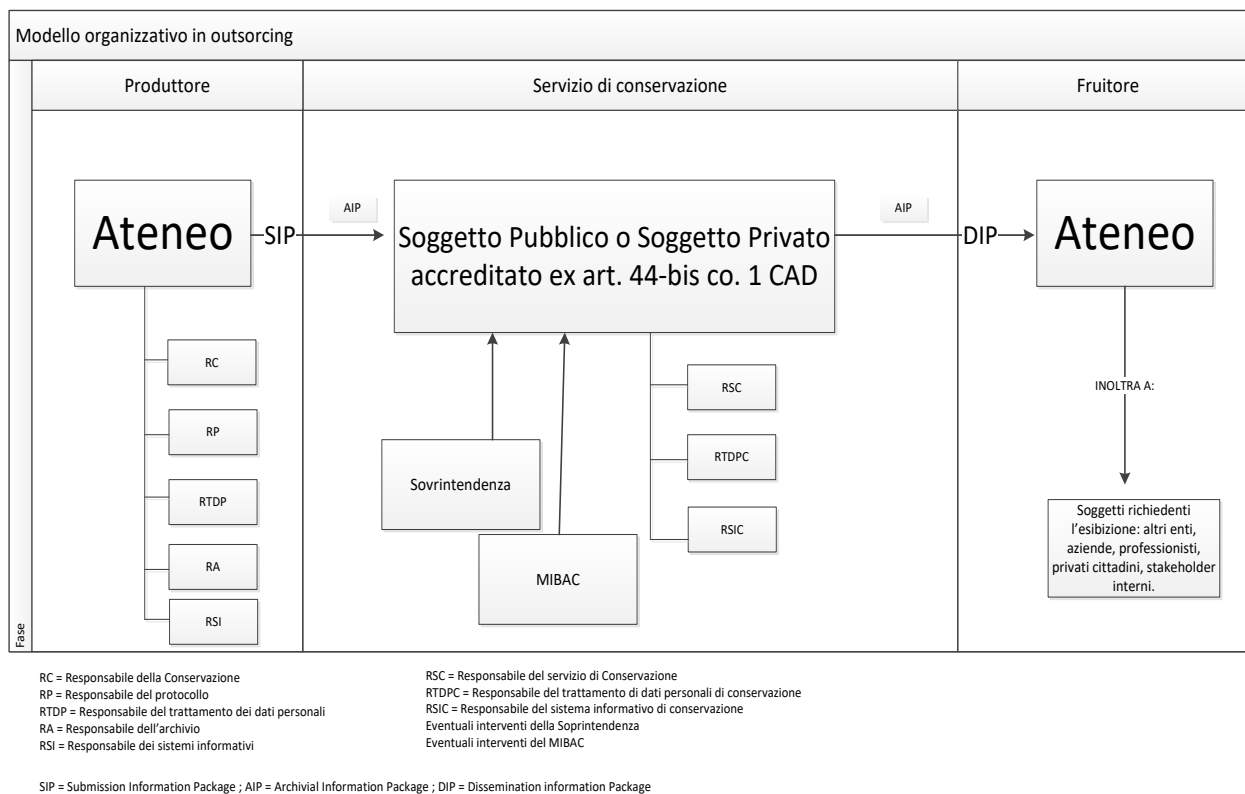 Modello organizzativo in outsorcing
Fase
Produttore
Servizio di conservazione
Fruitore
Ateneo
SIP
AIP
Soggetto Pubblico o Soggetto Privato
accreditato ex art. 44-bis co. 1 CAD
AIP
DIP
Ateneo
RC
RP
RTDP
RA
RSI
Sovrintendenza
MIBAC
RSC
RTDPC
RSIC
INOLTRA A:
Soggetti richiedenti
l'esibizione: altri enti,
aziende, professionisti,
privati cittadini, stakeholder
interni.
RC = Responsabile della Conservazione
RP = Responsabile del protocollo
RTDP = Responsabile del trattamento dei dati personali
RA = Responsabile dell'archivio
RSI = Responsabile dei sistemi informativi
RSC = Responsabile del servizio di Conservazione
RTDPC = Responsabile del trattamento di dati personali di conservazione
RSIC = Responsabile del sistema informativo di conservazione
Eventuali interventi della Soprintendenza
Eventuali interventi del MIBAC
SIP = Submission Information Package ; AIP = Archivial Information Package ; DIP = Dissemination information Package